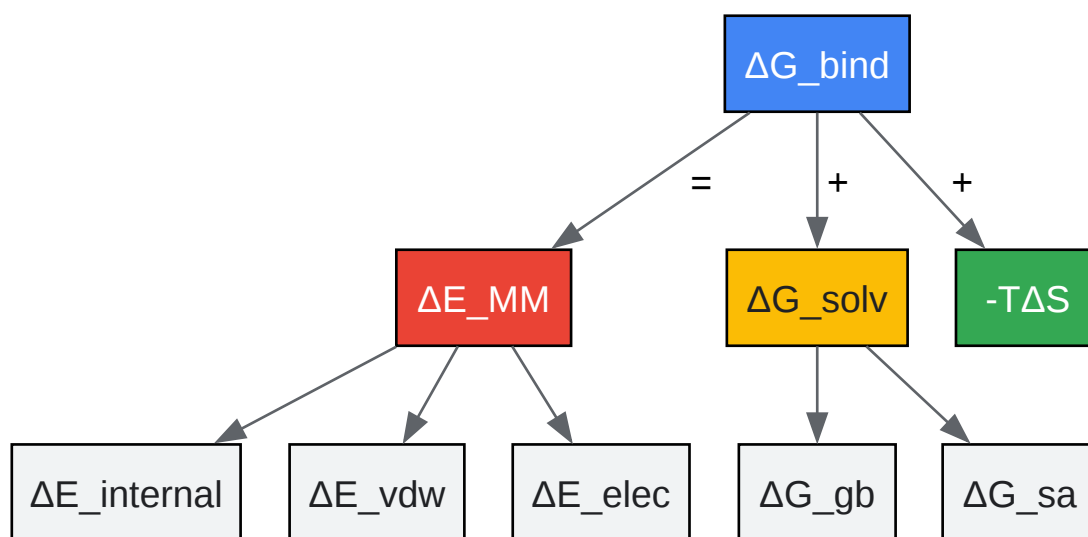 ΔG_bind
=
+
+
ΔE_MM
ΔG_solv
-TΔS
ΔE_internal
ΔE_vdw
ΔE_elec
ΔG_gb
ΔG_sa